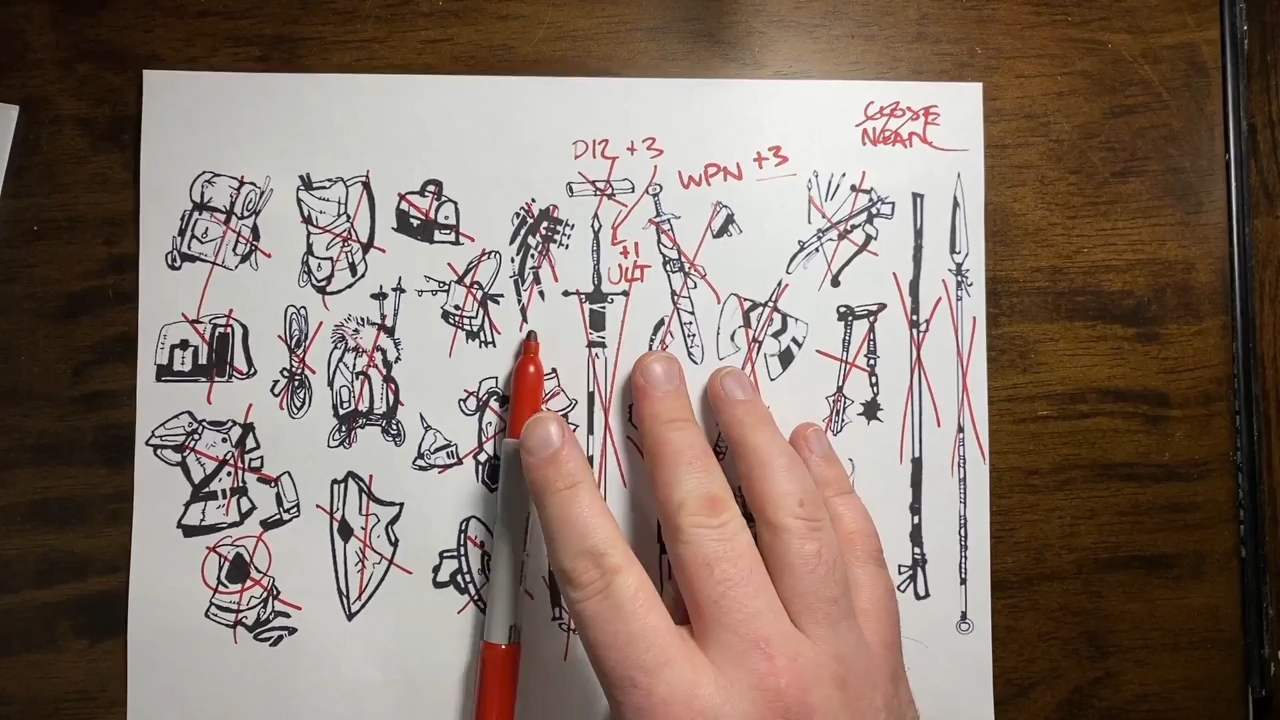 CLOSE
NEAR
D12 +3
WPN +3
+1
ULT